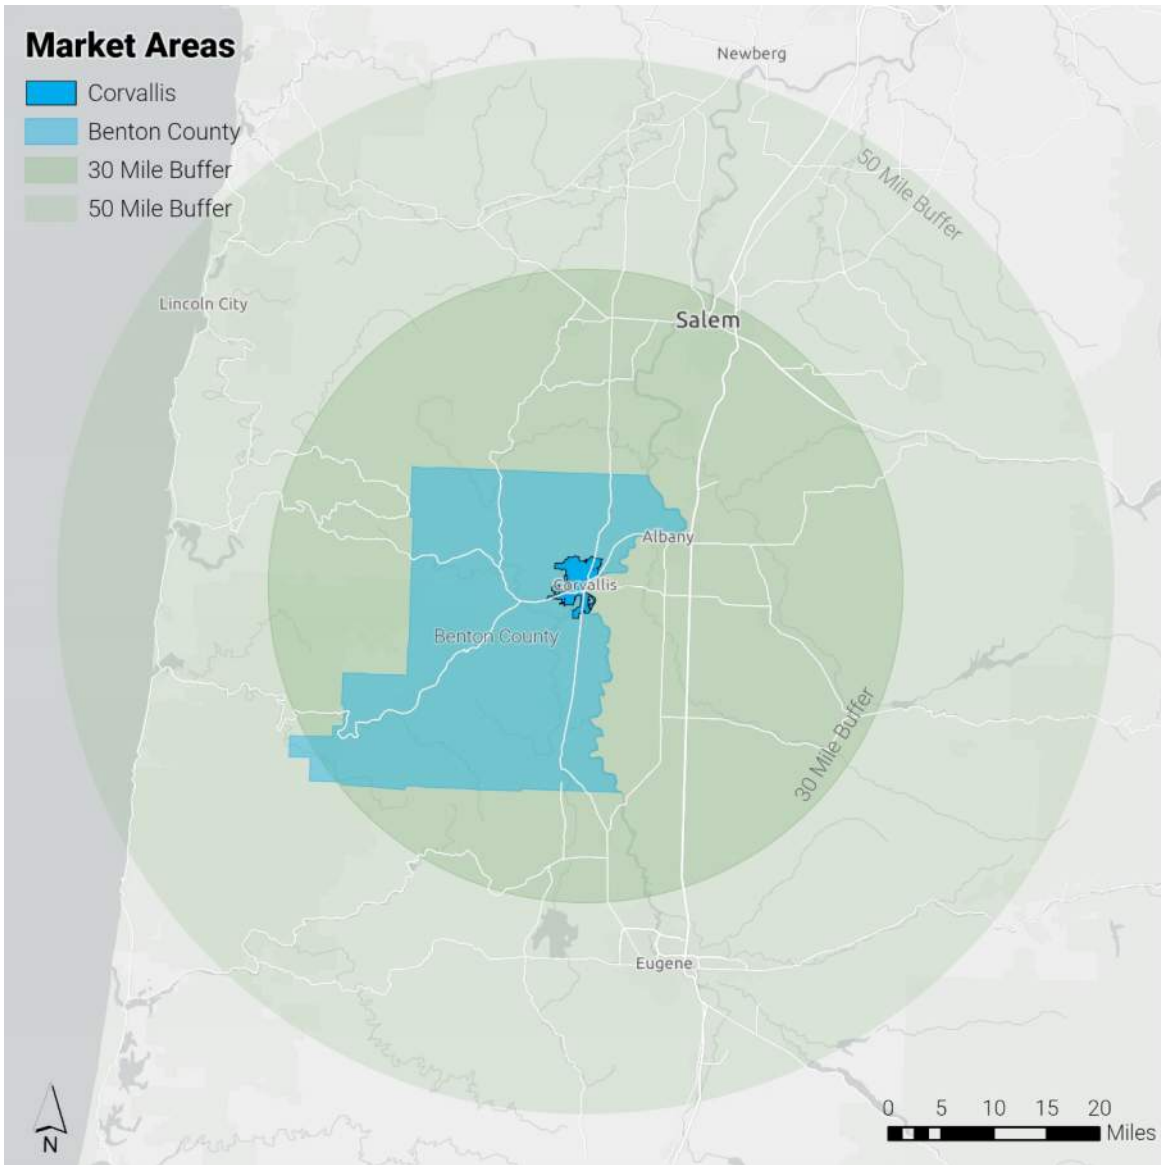 Market Areas
Corvallis
Benton County
30 Mile Buffer
50 Mile Buffer
Newberg
50 Mile Buffer
Lincoln City
Salem
Albany
Corvallis
Benton County
30 Mile Buffer
Eugene
N
0 5 10 15 20
Miles